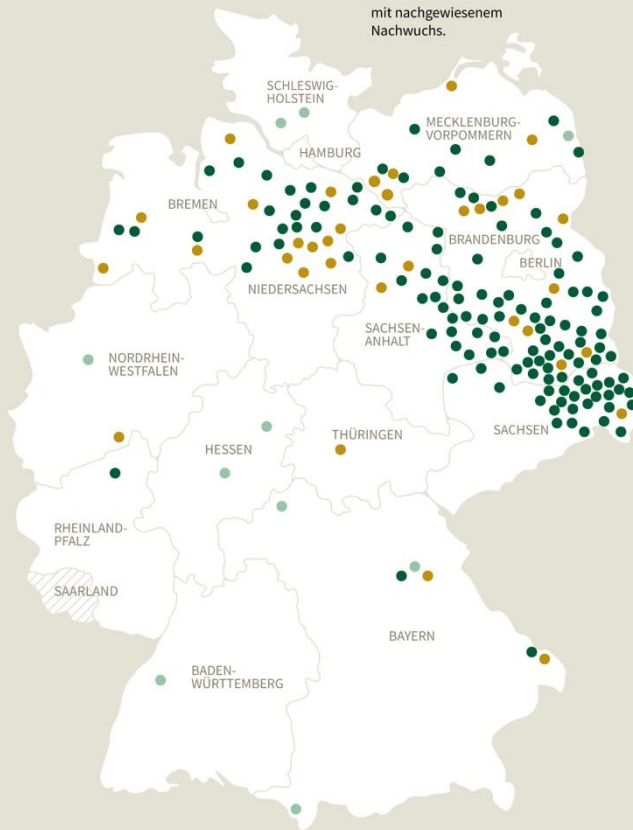 mit nachgewiesenem
Nachwuchs.
SCHLESWIG-
HOLSTEIN
MECKLENBURG-
VORPOMMERN
HAMBURG
BREMEN
BRANDENBURG
BERLIN
NIEDERSACHSEN
SACHSEN-
ANHALT
NORDRHEIN-
WESTFALEN
SACHSEN
THÜRINGEN
HESSEN
RHEINLAND-
PFALZ
SAARLAND
BAYERN
BADEN-
WÜRTTEMBERG